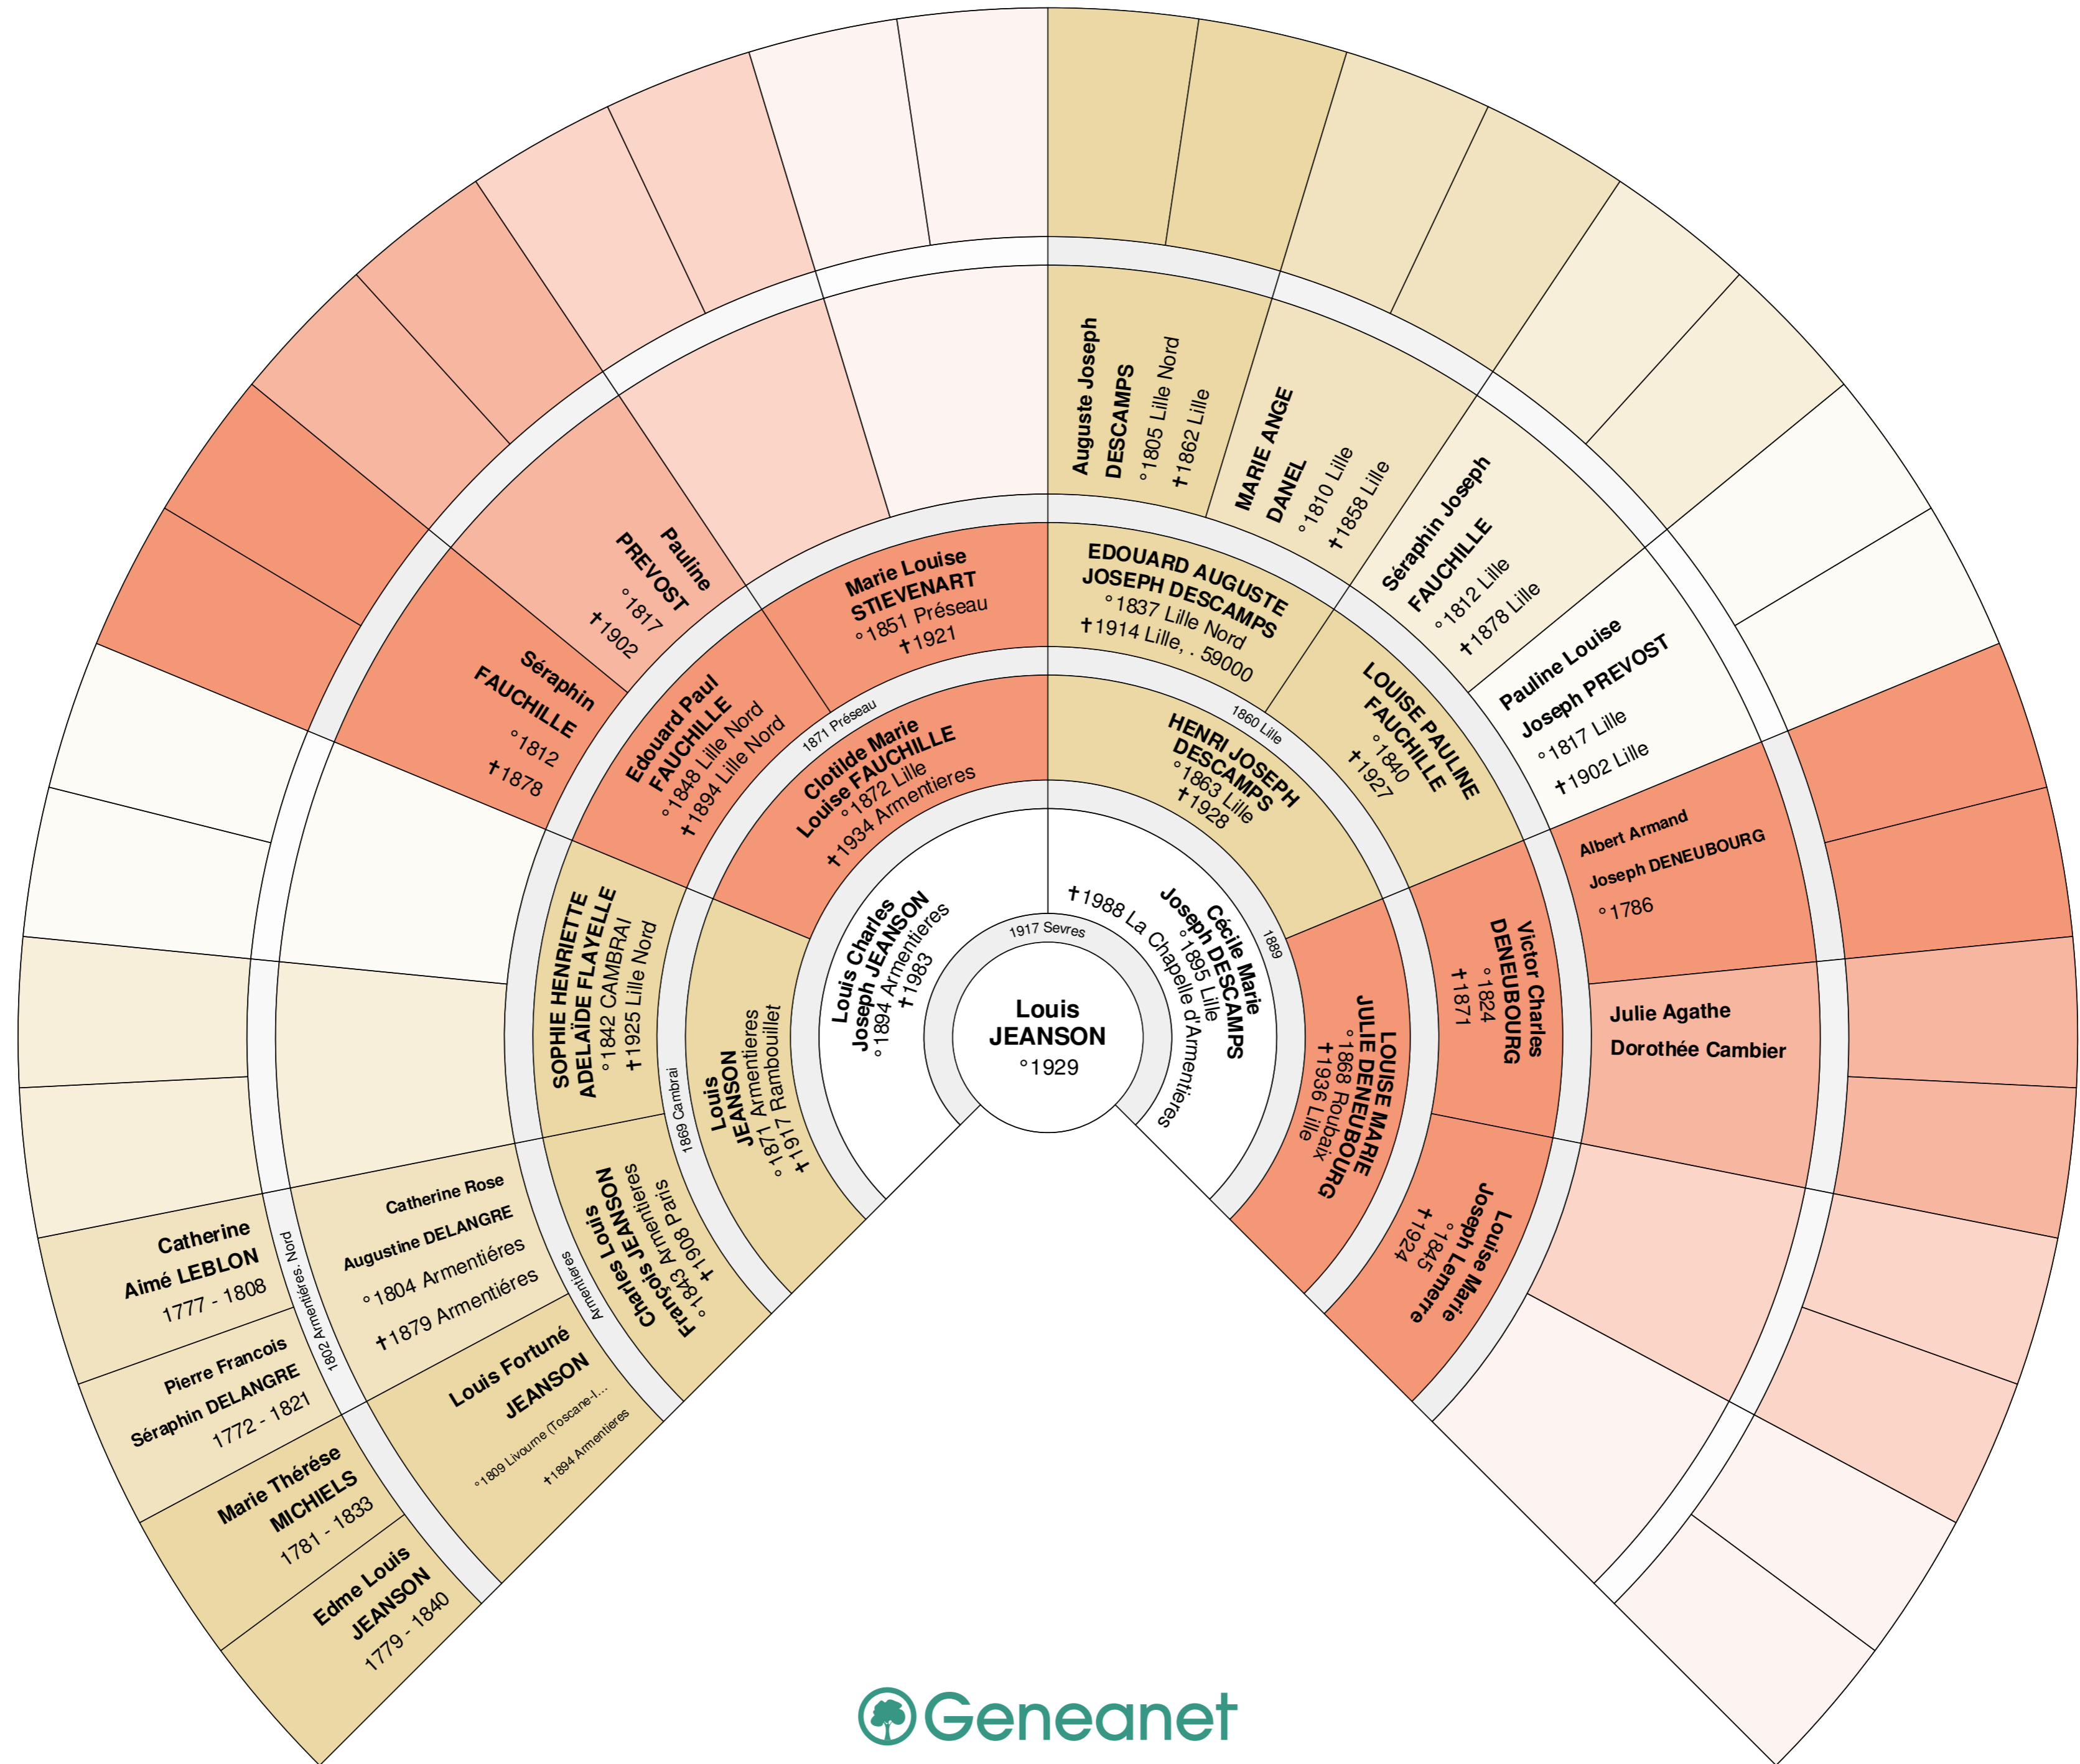 Louis
JEANSON
°1929
1917 Sevres
Louis Charles
Joseph JEANSON
°1894 Armentieres
✝1983
Cécile Marie
Joseph DESCAMPS
°1895 Lille
✝1988 La Chapelle d'Armentieres
1889
Louis
JEANSON
°1871 Armentieres
✝1917 Rambouillet
Clotilde Marie
Louise FAUCHILLE
°1872 Lille
✝1934 Armentieres
HENRI JOSEPH
DESCAMPS
°1863 Lille
✝1928
LOUISE MARIE
JULIE DENEUBOURG
°1868 Roubaix
✝1936 Lille
1869 Cambrai
1871 Préseau
1860 Lille
Charles Louis
François JEANSON
°1843 Armentieres
✝1908 Paris
SOPHIE HENRIETTE
ADELAÏDE FLAYELLE
°1842 CAMBRAI
✝1925 Lille Nord
Edouard Paul
FAUCHILLE
°1848 Lille Nord
✝1894 Lille Nord
Marie Louise
STIEVENART
°1851 Préseau
✝1921
EDOUARD AUGUSTE
JOSEPH DESCAMPS
°1837 Lille Nord
✝1914 Lille, . 59000
LOUISE PAULINE
FAUCHILLE
°1840
✝1927
Victor Charles
DENEUBOURG
°1824
✝1871
Louise Marie
Joseph Lemerre
°1845
✝1924
Armentieres
Louis Fortuné
JEANSON
°1809 Livourne (Toscane-I...
✝1894 Armentieres
Catherine Rose
Augustine DELANGRE
°1804 Armentiéres
✝1879 Armentiéres
Séraphin
FAUCHILLE
°1812
✝1878
Pauline
PREVOST
°1817
✝1902
Auguste Joseph
DESCAMPS
°1805 Lille Nord
✝1862 Lille
MARIE ANGE
DANEL
°1810 Lille
✝1858 Lille
Séraphin Joseph
FAUCHILLE
°1812 Lille
✝1878 Lille
Pauline Louise
Joseph PREVOST
°1817 Lille
✝1902 Lille
Albert Armand
Joseph DENEUBOURG
°1786
Julie Agathe
Dorothée Cambier
1802 Armentiéres, Nord
Edme Louis
JEANSON
1779 - 1840
Marie Thérése
MICHIELS
1781 - 1833
Pierre Francois
Séraphin DELANGRE
1772 - 1821
Catherine
Aimé LEBLON
1777 - 1808
Geneanet